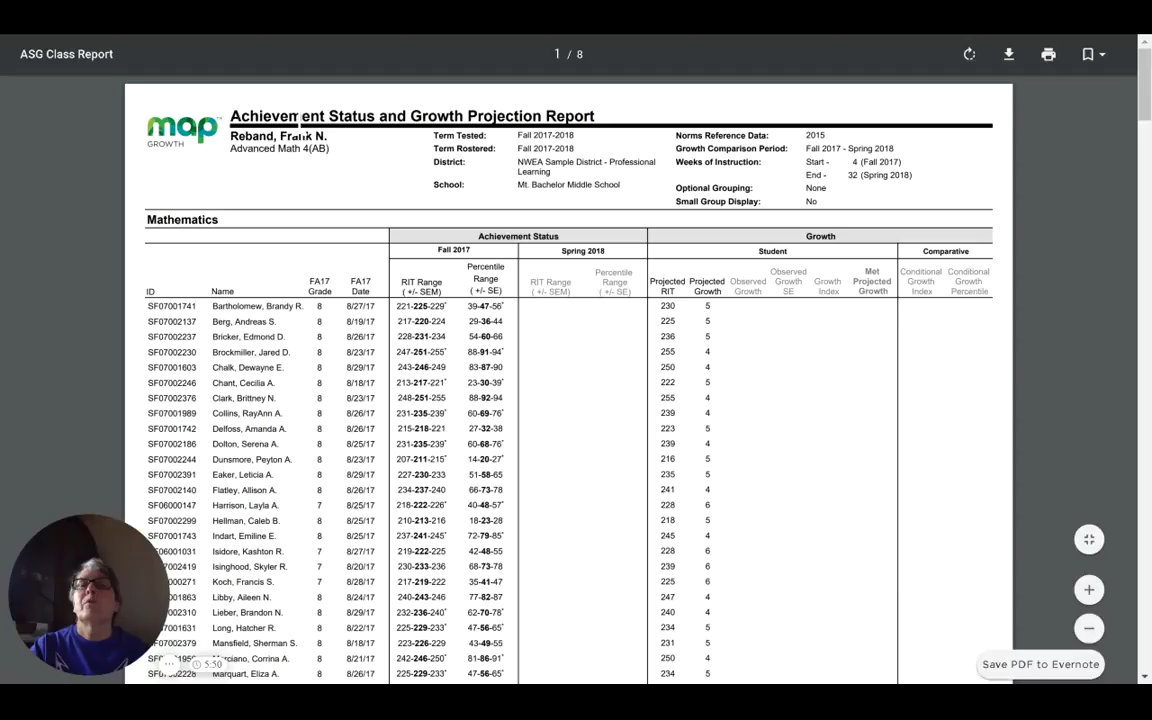 ASG Class Report 1 / 8
map
GROWTH
Achievement Status and Growth Projection Report
Reband, Frank N.
Advanced Math 4(AB)
Term Tested: Fall 2017-2018
Term Rostered: Fall 2017-2018
District: NWEA Sample District - Professional Learning
School: Mt. Bachelor Middle School
Norms Reference Data: 2015
Growth Comparison Period: Fall 2017 - Spring 2018
Weeks of Instruction: Start - 4 (Fall 2017)
End - 32 (Spring 2018)
Optional Grouping: None
Small Group Display: No
Mathematics
Achievement Status Growth
Fall 2017 Spring 2018 Student Comparative
ID Name FA17 Grade FA17 Date RIT Range ( +/- SEM) Percentile Range ( +/- SE) RIT Range ( +/- SEM) Percentile Range ( +/- SE) Projected RIT Projected Growth Observed Growth Observed Growth SE Growth Index Met Projected Growth Conditional Growth Index Conditional Growth Percentile
SF07001741 Bartholomew, Brandy R. 8 8/27/17 221-225-229* 39-47-56* 230 5
SF07002137 Berg, Andreas S. 8 8/19/17 217-220-224 29-36-44 225 5
SF07002237 Bricker, Edmond D. 8 8/26/17 228-231-234 54-60-66 236 5
SF07002230 Brockmiller, Jared D. 8 8/23/17 247-251-255* 88-91-94* 255 4
SF07001603 Chalk, Dewayne E. 8 8/29/17 243-246-249 83-87-90 250 4
SF07002246 Chant, Cecilia A. 8 8/18/17 213-217-221* 23-30-39* 222 5
SF07002376 Clark, Brittney N. 8 8/23/17 248-251-255 88-92-94 255 4
SF07001989 Collins, RayAnn A. 8 8/26/17 231-235-239* 60-69-76* 239 4
SF07001742 Delfoss, Amanda A. 8 8/26/17 215-218-221 27-32-38 223 5
SF07002186 Dolton, Serena A. 8 8/25/17 231-235-239* 60-68-76* 239 4
SF07002244 Dunsmore, Peyton A. 8 8/23/17 207-211-215* 14-20-27* 216 5
SF07002391 Eaker, Leticia A. 8 8/29/17 227-230-233 51-58-65 235 5
SF07002140 Flatley, Allison A. 8 8/26/17 234-237-240 66-73-78 241 4
SF06000147 Harrison, Layla A. 7 8/25/17 218-222-226* 40-48-57* 228 6
SF07002299 Hellman, Caleb B. 8 8/25/17 210-213-216 18-23-28 218 5
SF07001743 Indart, Emiline E. 8 8/25/17 237-241-245* 72-79-85* 245 4
F06001031 Isidore, Kashton R. 7 8/27/17 219-222-225 42-48-55 228 6
002419 Isinghood, Skyler R. 7 8/20/17 230-233-236 68-73-78 239 6
000271 Koch, Francis S. 7 8/28/17 217-219-222 35-41-47 225 6
001863 Libby, Aileen N. 8 8/24/17 240-243-246 77-82-87 247 4
002310 Lieber, Brandon N. 8 8/29/17 232-236-240* 62-70-78* 240 4
001631 Long, Hatcher R. 8 8/22/17 225-229-233* 47-56-65* 234 5
002379 Mansfield, Sherman S. 8 8/18/17 223-226-229 43-49-55 231 5
Marciano, Corrina A. 8 8/21/17 242-246-250* 81-86-91* 250 4
Marquart, Eliza A. 8 8/26/17 225-229-233* 47-56-65* 234 5
5:50
Save PDF to Evernote